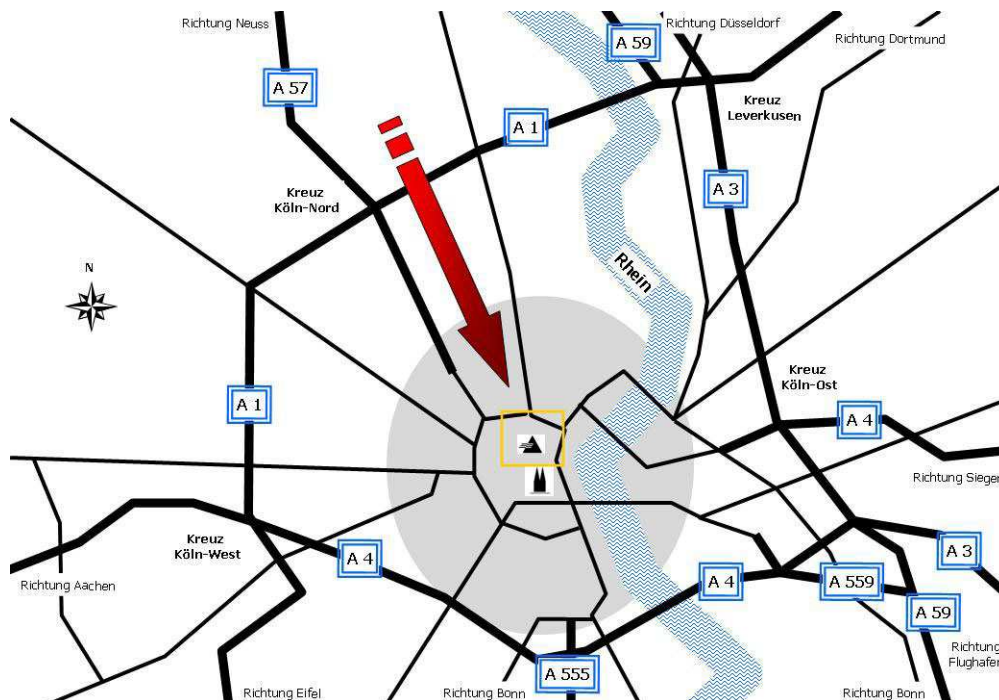 Richtung Neuss
Richtung Düsseldorf
A 59
Richtung Dortmund
A 57
A 1
Kreuz
Leverkusen
Kreuz
Köln-Nord
A 3
Rhein
N
Kreuz
Köln-Ost
A 1
A 4
Richtung Siegen
Kreuz
Köln-West
A 4
A 3
Richtung Aachen
A 4
A 559
A 59
Richtung
Flughafen
A 555
Richtung Eifel
Richtung Bonn
Richtung Bonn